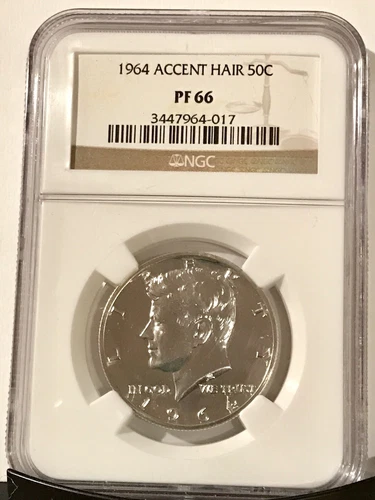 1964 ACCENT HAIR 50C
PF 66
3447964-017
NGC
LIBERTY
IN GOD WE TRUST
1964